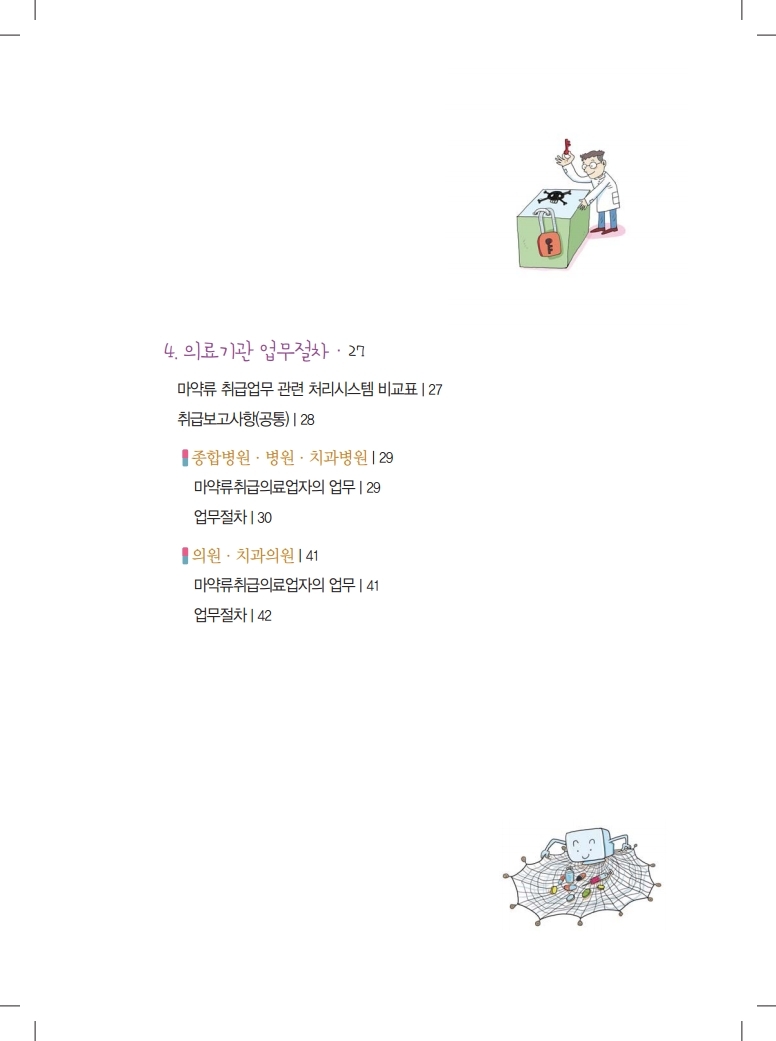 4. 의료기관 업무절차 · 27
마약류 취급업무 관련 처리시스템 비교표 | 27
취급보고사항(공통) | 28
종합병원 · 병원 · 치과병원 | 29
마약류취급의료업자의 업무 | 29
업무절차 | 30
의원 · 치과의원 | 41
마약류취급의료업자의 업무 | 41
업무절차 | 42